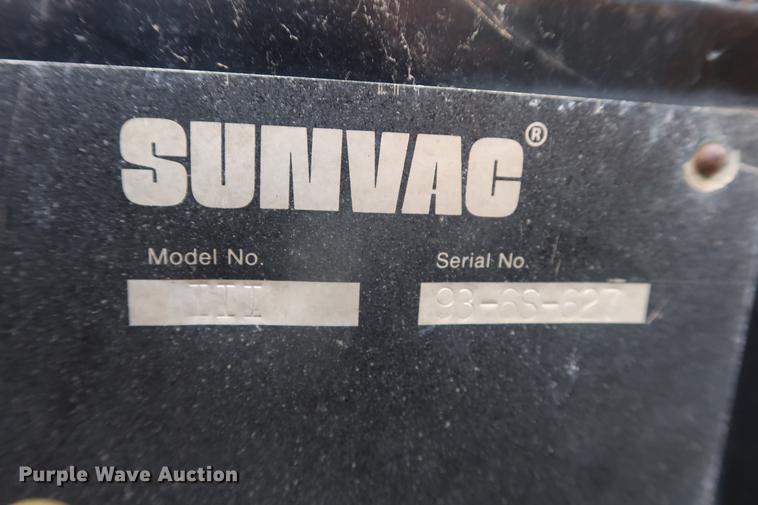 SUNVAC®
Model No. Serial No.
III 93-6S-627
Purple Wave Auction